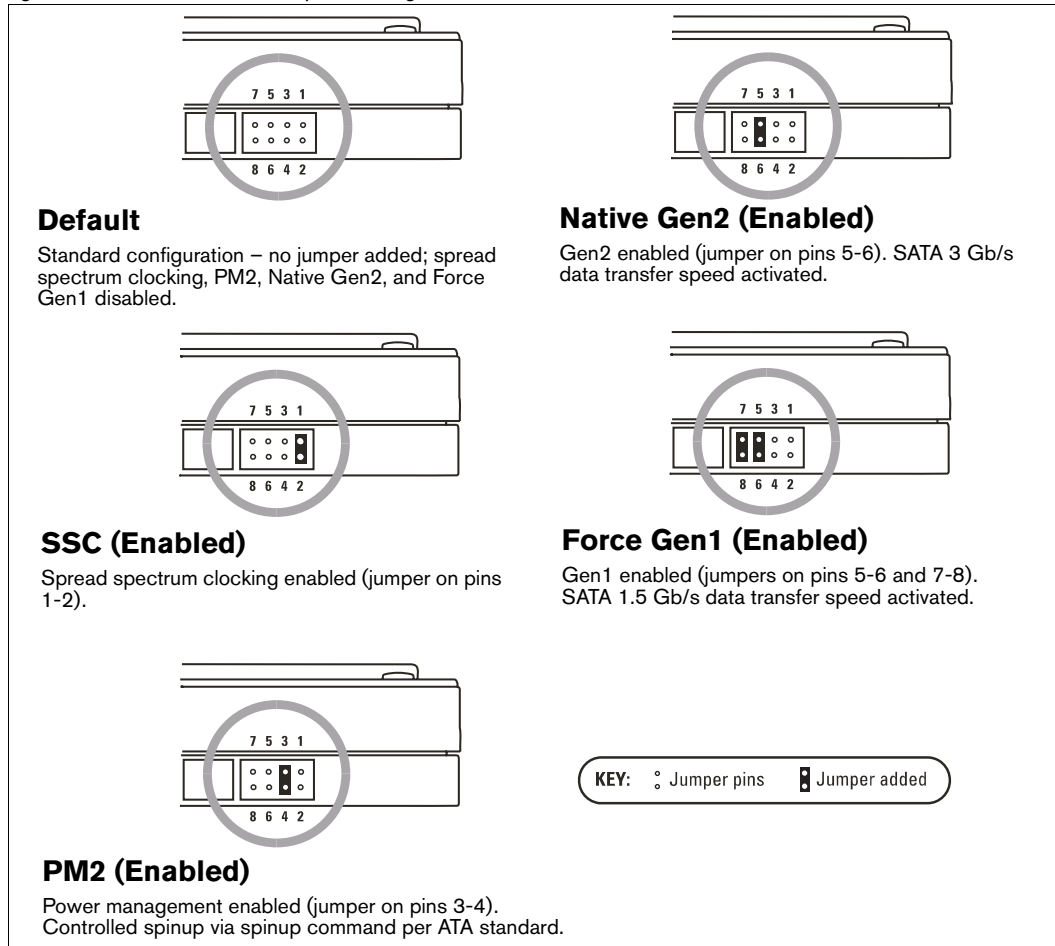 7 5 3 1
8 6 4 2
Default
Standard configuration – no jumper added; spread
spectrum clocking, PM2, Native Gen2, and Force
Gen1 disabled.
7 5 3 1
8 6 4 2
Native Gen2 (Enabled)
Gen2 enabled (jumper on pins 5-6). SATA 3 Gb/s
data transfer speed activated.
7 5 3 1
8 6 4 2
SSC (Enabled)
Spread spectrum clocking enabled (jumper on pins
1-2).
7 5 3 1
8 6 4 2
Force Gen1 (Enabled)
Gen1 enabled (jumpers on pins 5-6 and 7-8).
SATA 1.5 Gb/s data transfer speed activated.
7 5 3 1
8 6 4 2
PM2 (Enabled)
Power management enabled (jumper on pins 3-4).
Controlled spinup via spinup command per ATA standard.
KEY: Jumper pins Jumper added